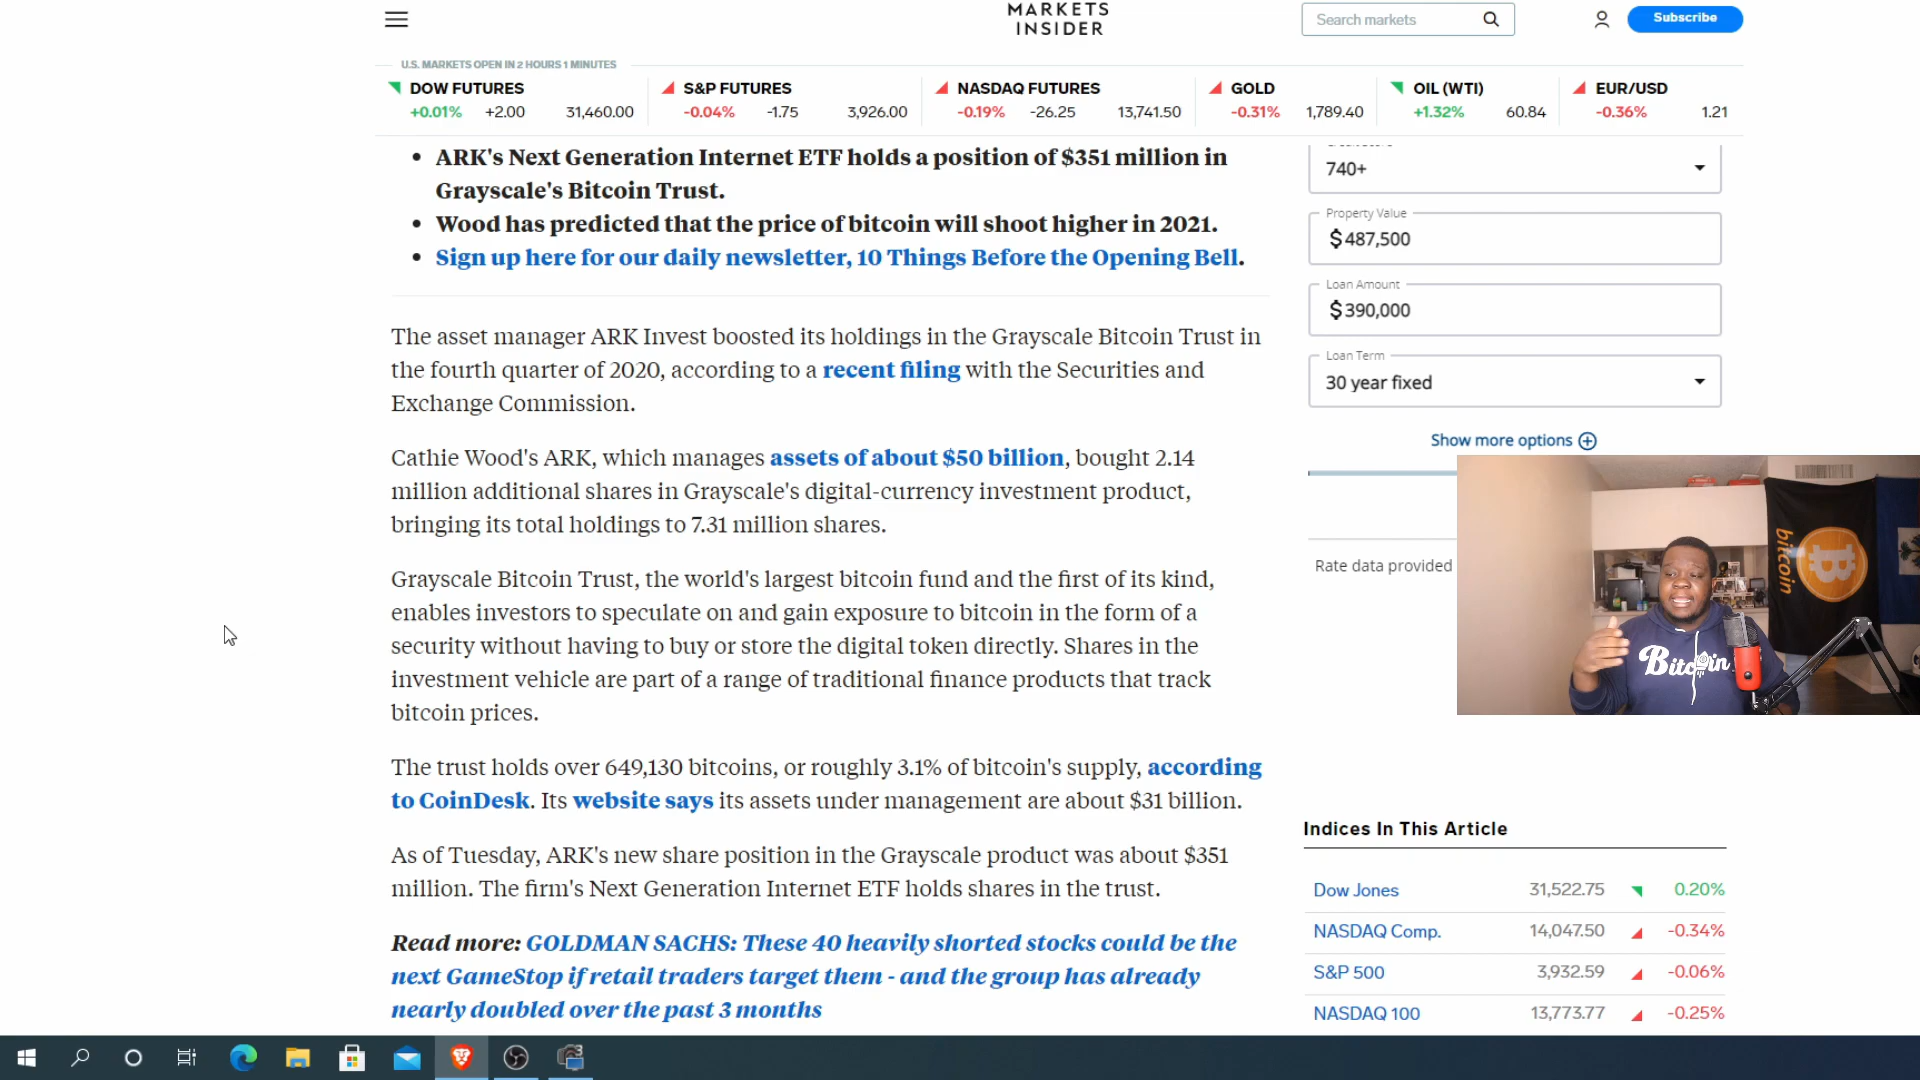 MARKETS
INSIDER
Search markets
Subscribe
U.S. MARKETS OPEN IN 2 HOURS 1 MINUTES
DOW FUTURES
+0.01% +2.00 31,460.00
S&P FUTURES
-0.04% -1.75 3,926.00
NASDAQ FUTURES
-0.19% -26.25 13,741.50
GOLD
-0.31% 1,789.40
OIL (WTI)
+1.32% 60.84
EUR/USD
-0.36% 1.21
• ARK's Next Generation Internet ETF holds a position of $351 million in
Grayscale's Bitcoin Trust.
• Wood has predicted that the price of bitcoin will shoot higher in 2021.
• Sign up here for our daily newsletter, 10 Things Before the Opening Bell.
The asset manager ARK Invest boosted its holdings in the Grayscale Bitcoin Trust in
the fourth quarter of 2020, according to a recent filing with the Securities and
Exchange Commission.
Cathie Wood's ARK, which manages assets of about $50 billion, bought 2.14
million additional shares in Grayscale's digital-currency investment product,
bringing its total holdings to 7.31 million shares.
Grayscale Bitcoin Trust, the world's largest bitcoin fund and the first of its kind,
enables investors to speculate on and gain exposure to bitcoin in the form of a
security without having to buy or store the digital token directly. Shares in the
investment vehicle are part of a range of traditional finance products that track
bitcoin prices.
The trust holds over 649,130 bitcoins, or roughly 3.1% of bitcoin's supply, according
to CoinDesk. Its website says its assets under management are about $31 billion.
As of Tuesday, ARK's new share position in the Grayscale product was about $351
million. The firm's Next Generation Internet ETF holds shares in the trust.
Read more: GOLDMAN SACHS: These 40 heavily shorted stocks could be the
next GameStop if retail traders target them - and the group has already
nearly doubled over the past 3 months
740+
Property Value
$487,500
Loan Amount
$390,000
Loan Term
30 year fixed
Show more options
Rate data provided
bitcoin
Bitcoin
Indices In This Article
Dow Jones 31,522.75 0.20%
NASDAQ Comp. 14,047.50 -0.34%
S&P 500 3,932.59 -0.06%
NASDAQ 100 13,773.77 -0.25%